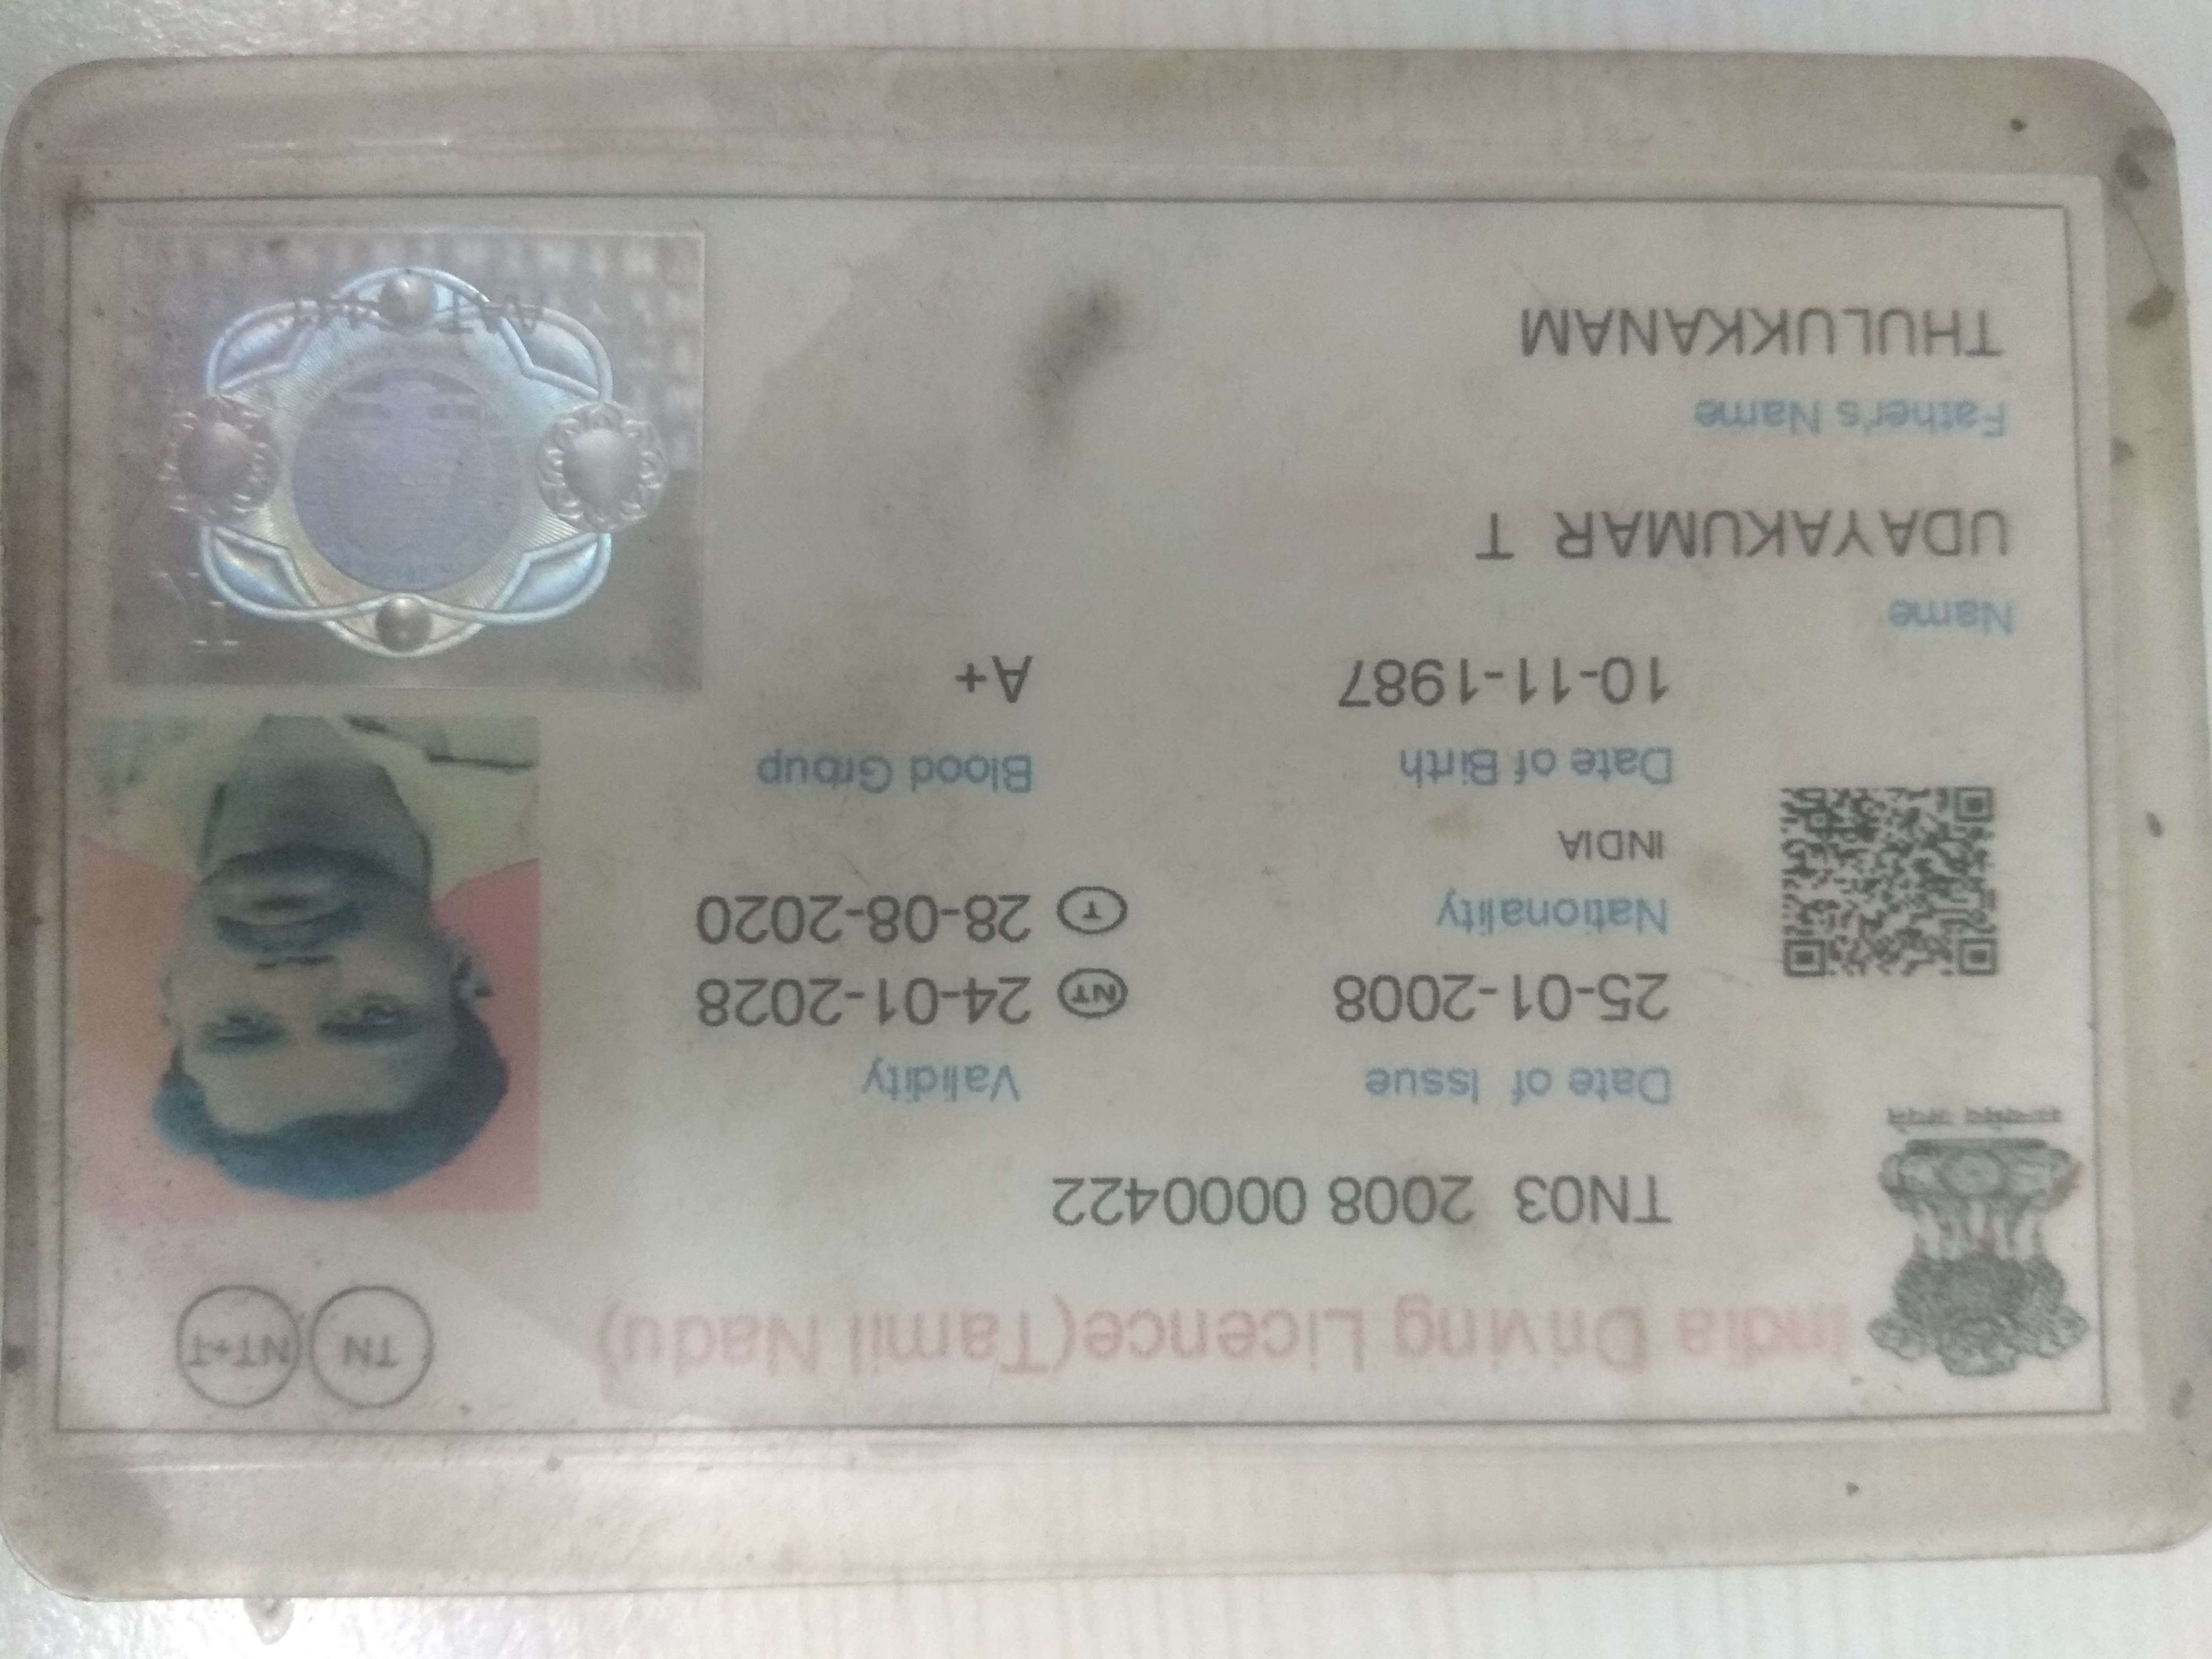 India Driving Licence(Tamil Nadu)
TN
NT+T
TN03 2008 0000422
Date of Issue
Validity
25-01-2008
NT 24-01-2028
Nationality
T 28-08-2020
INDIA
Date of Birth
Blood Group
10-11-1987
A+
Name
UDAYAKUMAR T
Father's Name
THULUKKANAM